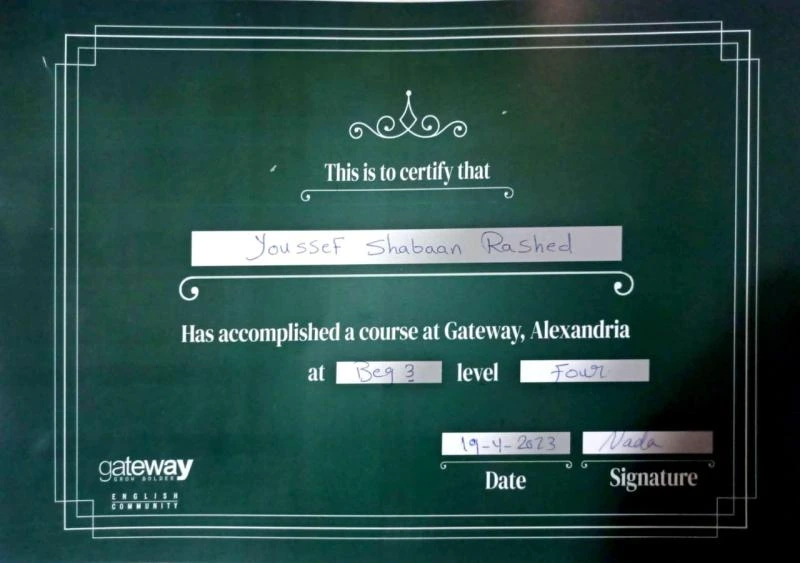 This is to certify that
Youssef Shabaan Rashed
Has accomplished a course at Gateway, Alexandria
at Beg 3 level Four
19-4-2023 Nada
Date Signature
gateway
GROW BOLDER
ENGLISH
COMMUNITY